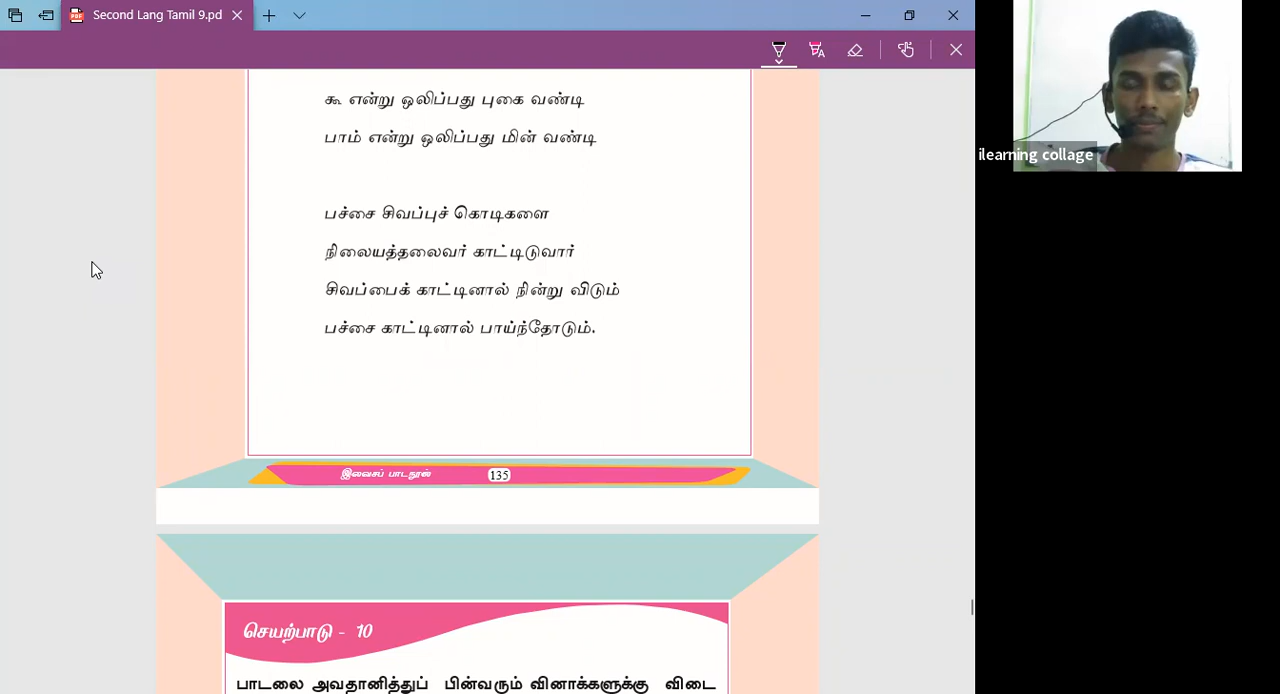 Second Lang Tamil 9.pd
கூ என்று ஒலிப்பது புகை வண்டி
பாம் என்று ஒலிப்பது மின் வண்டி
பச்சை சிவப்புச் கொடிகளை
நிலையத்தலைவர் காட்டிடுவார்
சிவப்பைக் காட்டினால் நின்று விடும்
பச்சை காட்டினால் பாய்ந்தோடும்.
இலவசப் பாடநூல் 135
செயற்பாடு - 10
பாடலை அவதானித்துப் பின்வரும் வினாக்களுக்கு விடை
ilearning collage